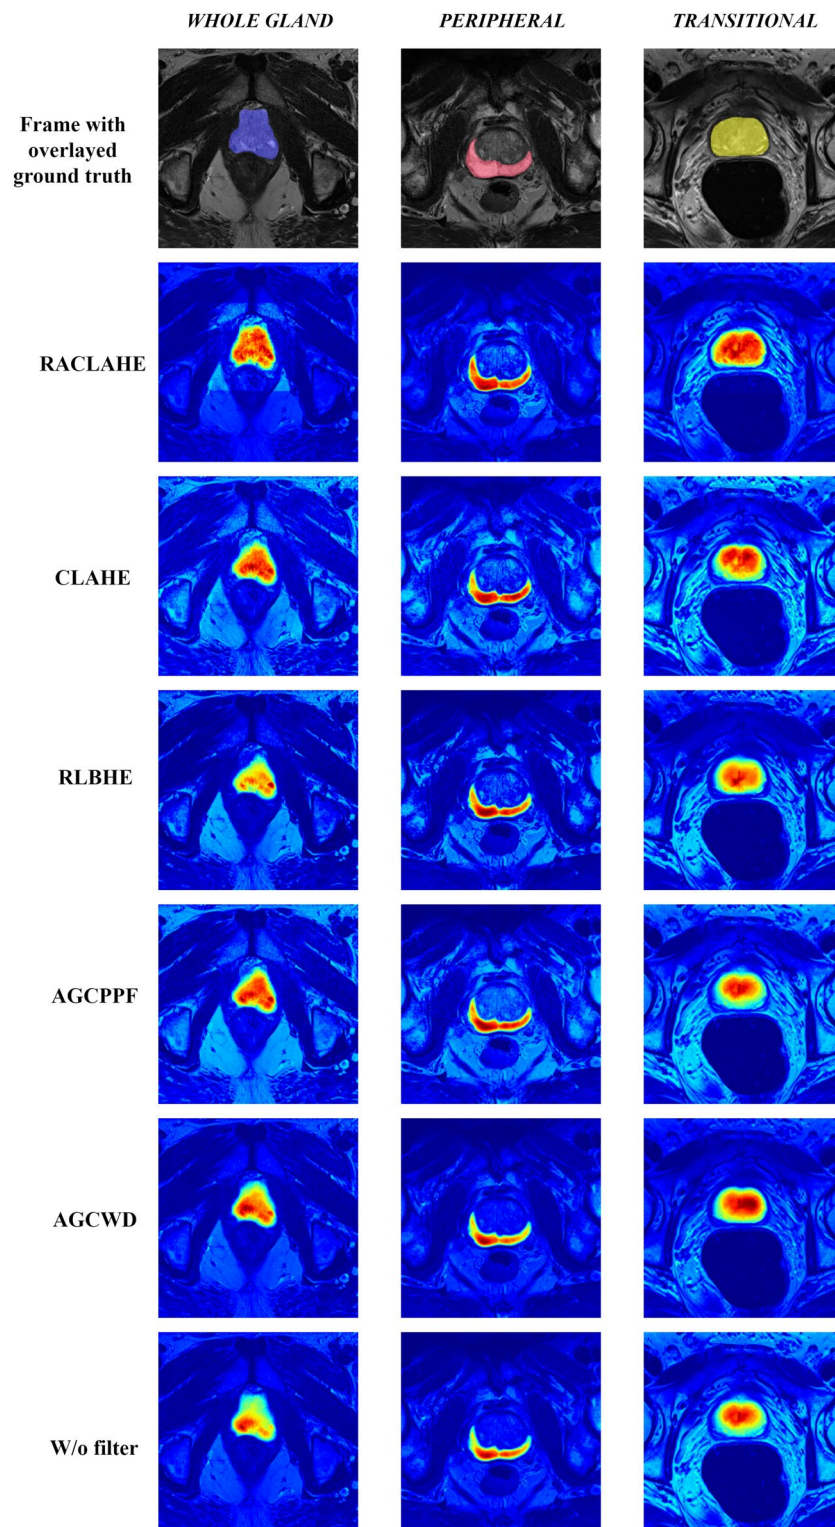 WHOLE GLAND PERIPHERAL TRANSITIONAL
Frame with
overlayed
ground truth
RACLAHE
CLAHE
RLBHE
AGCPPF
AGCWD
W/o filter